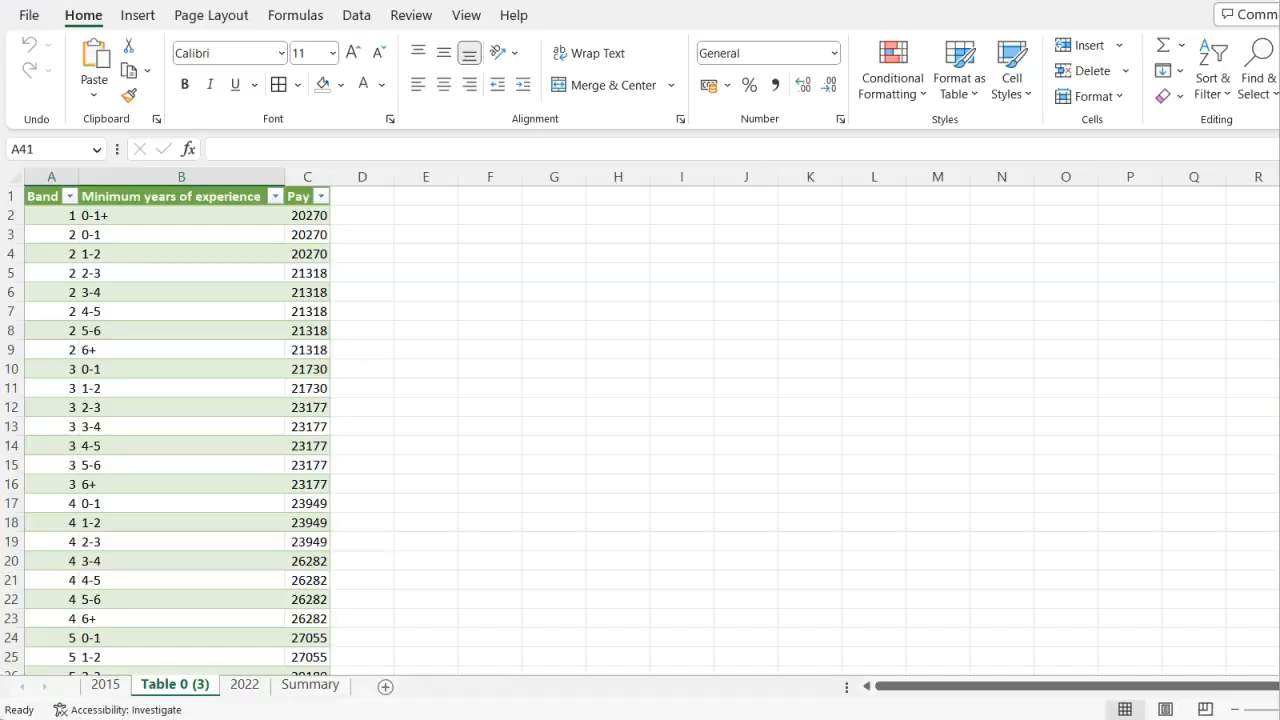 File Home Insert Page Layout Formulas Data Review View Help Comm
Calibri 11 Wrap Text General Insert
Paste B I U A Merge & Center % Conditional Formatting Format as Table Cell Styles Delete Sort & Filter Find & Select
Format
Undo Clipboard Font Alignment Number Styles Cells Editing
A41 fx
A B C D E F G H I J K L M N O P Q R
1 Band Minimum years of experience Pay
2 1 0-1+ 20270
3 2 0-1 20270
4 2 1-2 20270
5 2 2-3 21318
6 2 3-4 21318
7 2 4-5 21318
8 2 5-6 21318
9 2 6+ 21318
10 3 0-1 21730
11 3 1-2 21730
12 3 2-3 23177
13 3 3-4 23177
14 3 4-5 23177
15 3 5-6 23177
16 3 6+ 23177
17 4 0-1 23949
18 4 1-2 23949
19 4 2-3 23949
20 4 3-4 26282
21 4 4-5 26282
22 4 5-6 26282
23 4 6+ 26282
24 5 0-1 27055
25 5 1-2 27055
2015 Table 0 (3) 2022 Summary
Ready Accessibility: Investigate